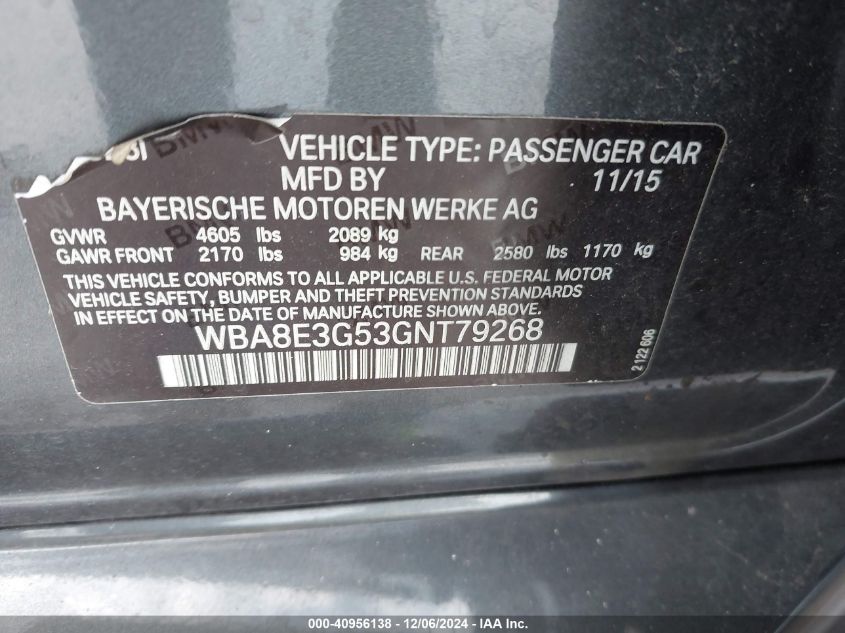 VEHICLE TYPE: PASSENGER CAR
MFD BY 11/15
BAYERISCHE MOTOREN WERKE AG
GVWR 4605 lbs 2089 kg
GAWR FRONT 2170 lbs 984 kg REAR 2580 lbs 1170 kg
THIS VEHICLE CONFORMS TO ALL APPLICABLE U.S. FEDERAL MOTOR
VEHICLE SAFETY, BUMPER AND THEFT PREVENTION STANDARDS
IN EFFECT ON THE DATE OF MANUFACTURE SHOWN ABOVE.
WBA8E3G53GNT79268
2 122 606
000-40956138 - 12/06/2024 - IAA Inc.